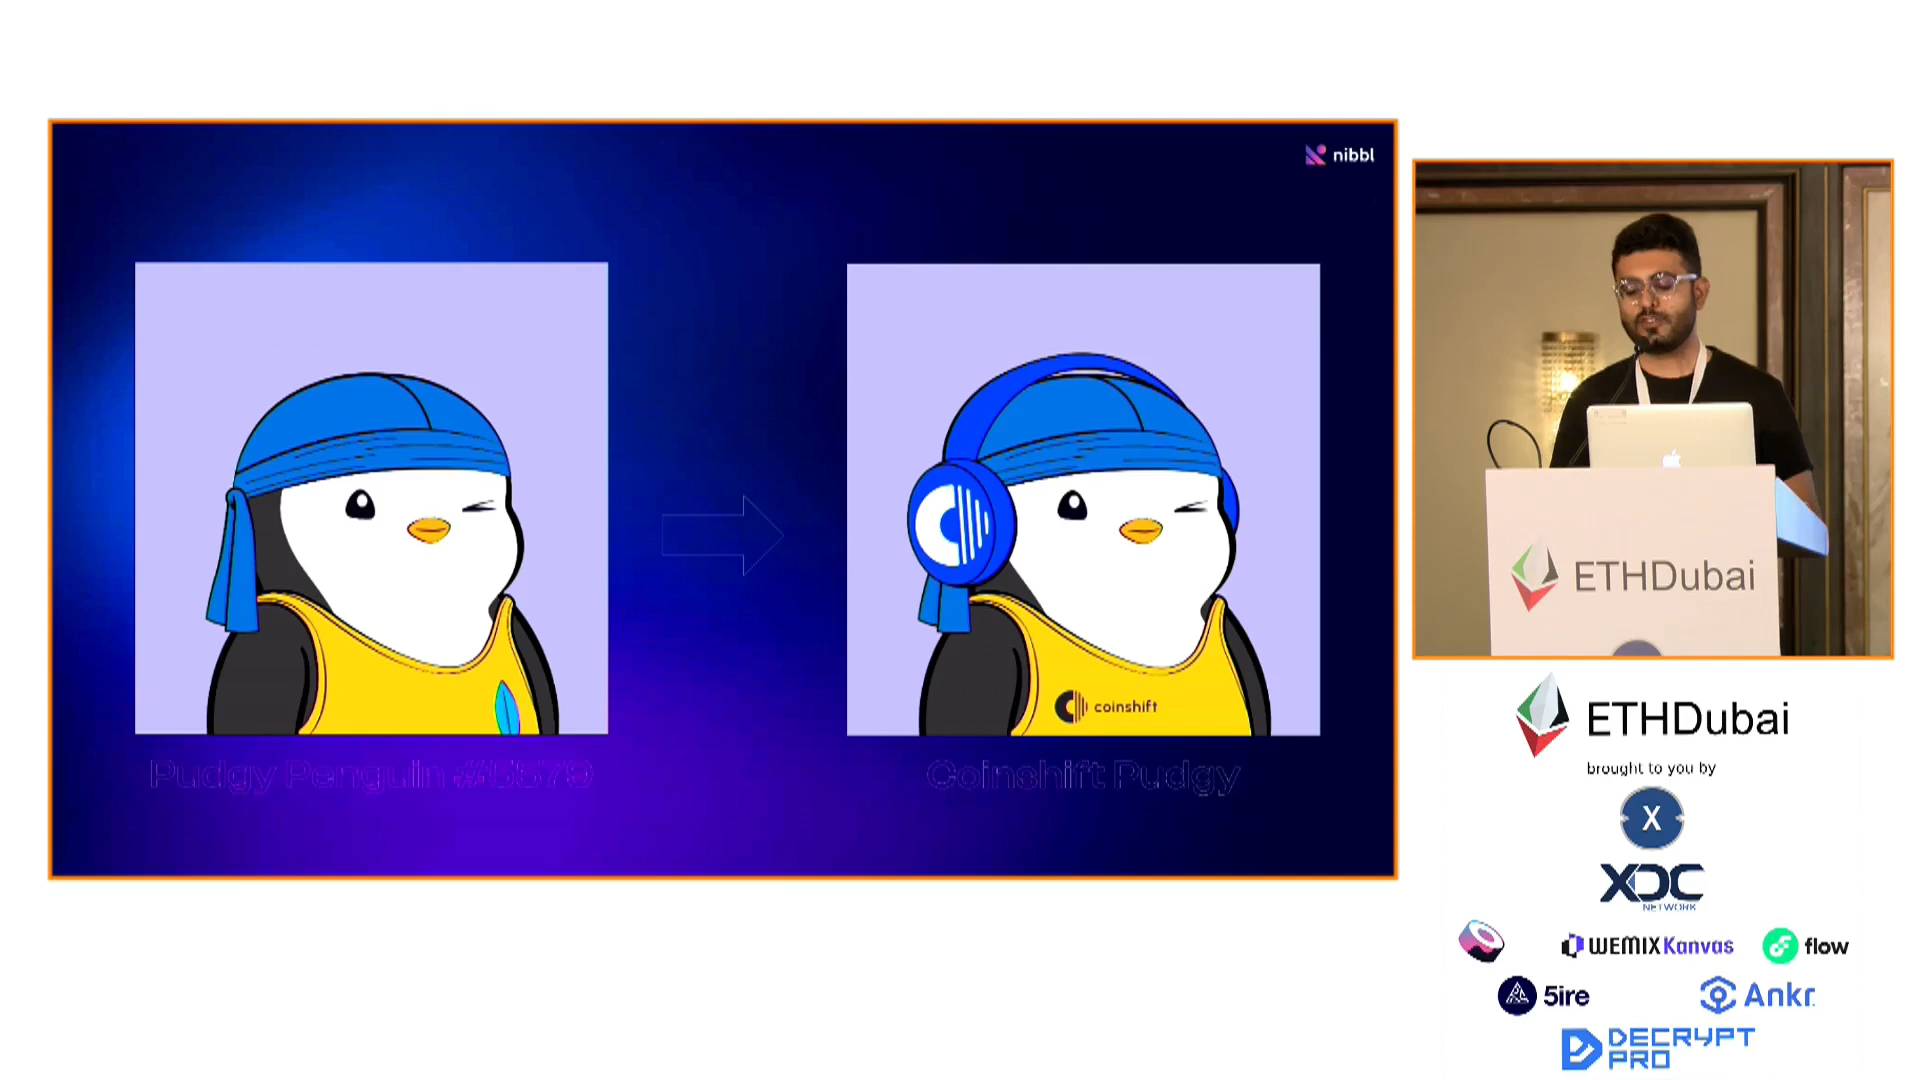 nibbl
coinshift
Pudgy Penguin #5579
Coinshift Pudgy
ETHDubai
ETHDubai
brought to you by
X
XDC
NETWORK
WEMIX Kanvas
flow
5ire
Ankr
DECRYPT
PRO